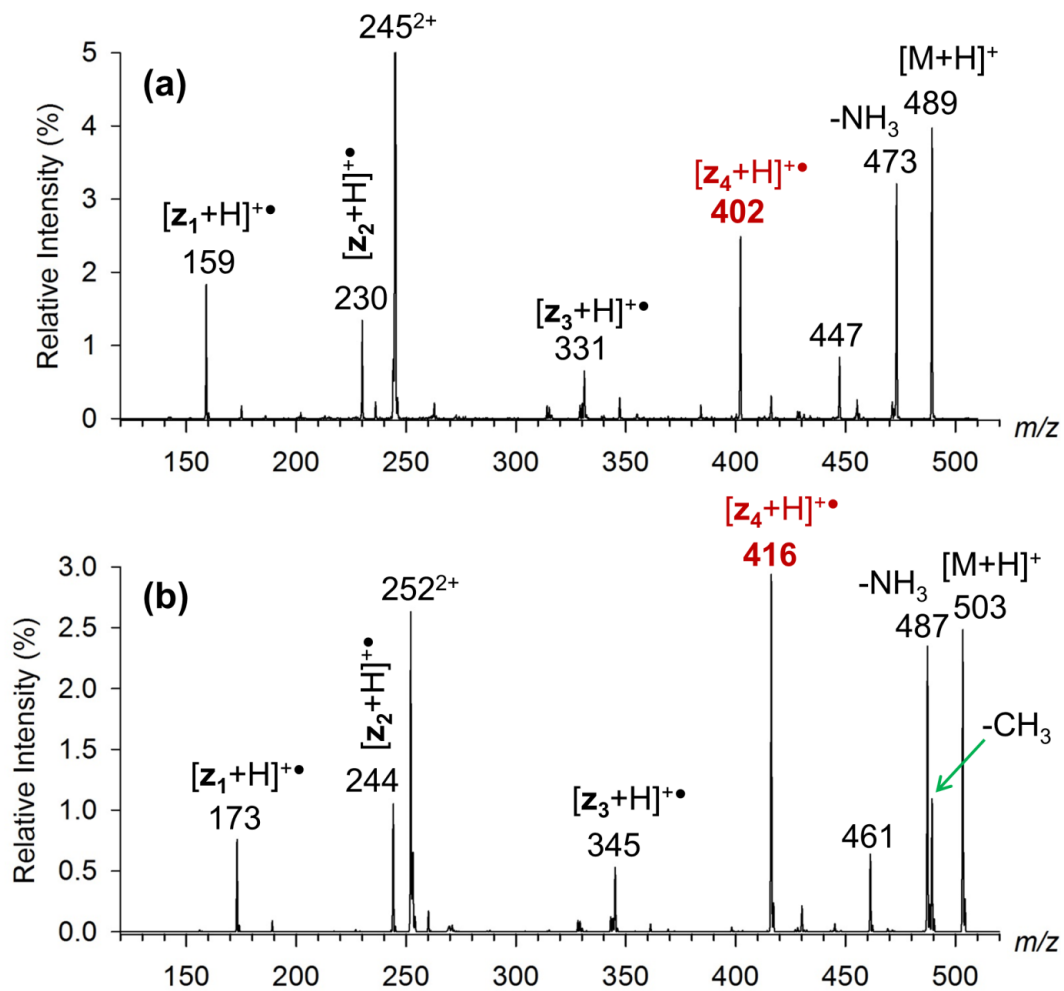 (a)
Relative Intensity (%)
5
4
3
2
1
0
[z₁+H]⁺•
159
[z₂+H]⁺•
230
245²⁺
[z₃+H]⁺•
331
[z₄+H]⁺•
402
447
-NH₃
473
[M+H]⁺
489
150 200 250 300 350 400 450 500 m/z
(b)
Relative Intensity (%)
3.0
2.5
2.0
1.5
1.0
0.5
0.0
[z₁+H]⁺•
173
[z₂+H]⁺•
244
252²⁺
[z₃+H]⁺•
345
[z₄+H]⁺•
416
461
-NH₃
487
-CH₃
[M+H]⁺
503
150 200 250 300 350 400 450 500 m/z